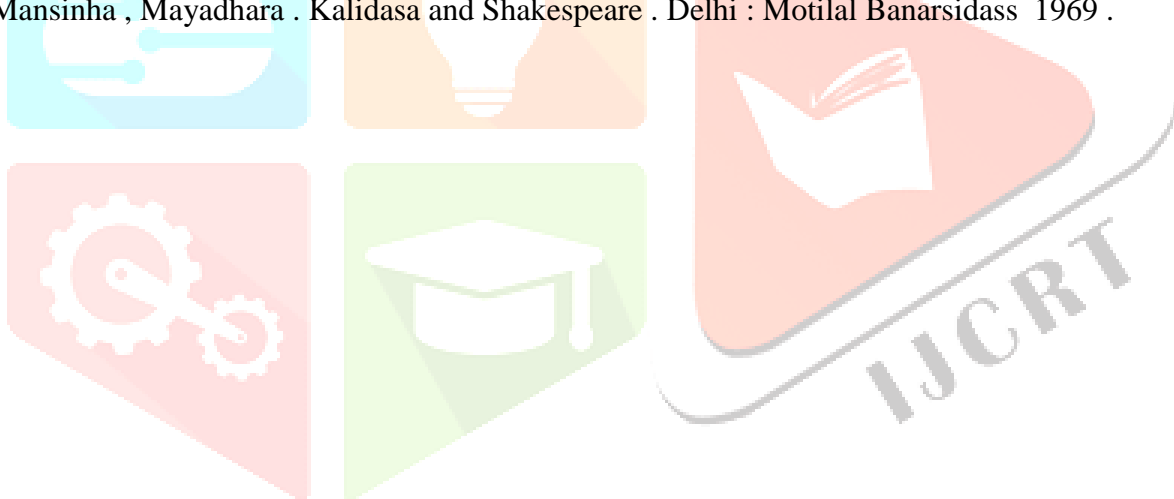 Mansinha , Mayadhara . Kalidasa and Shakespeare . Delhi : Motilal Banarsidass 1969 .
IJCRT